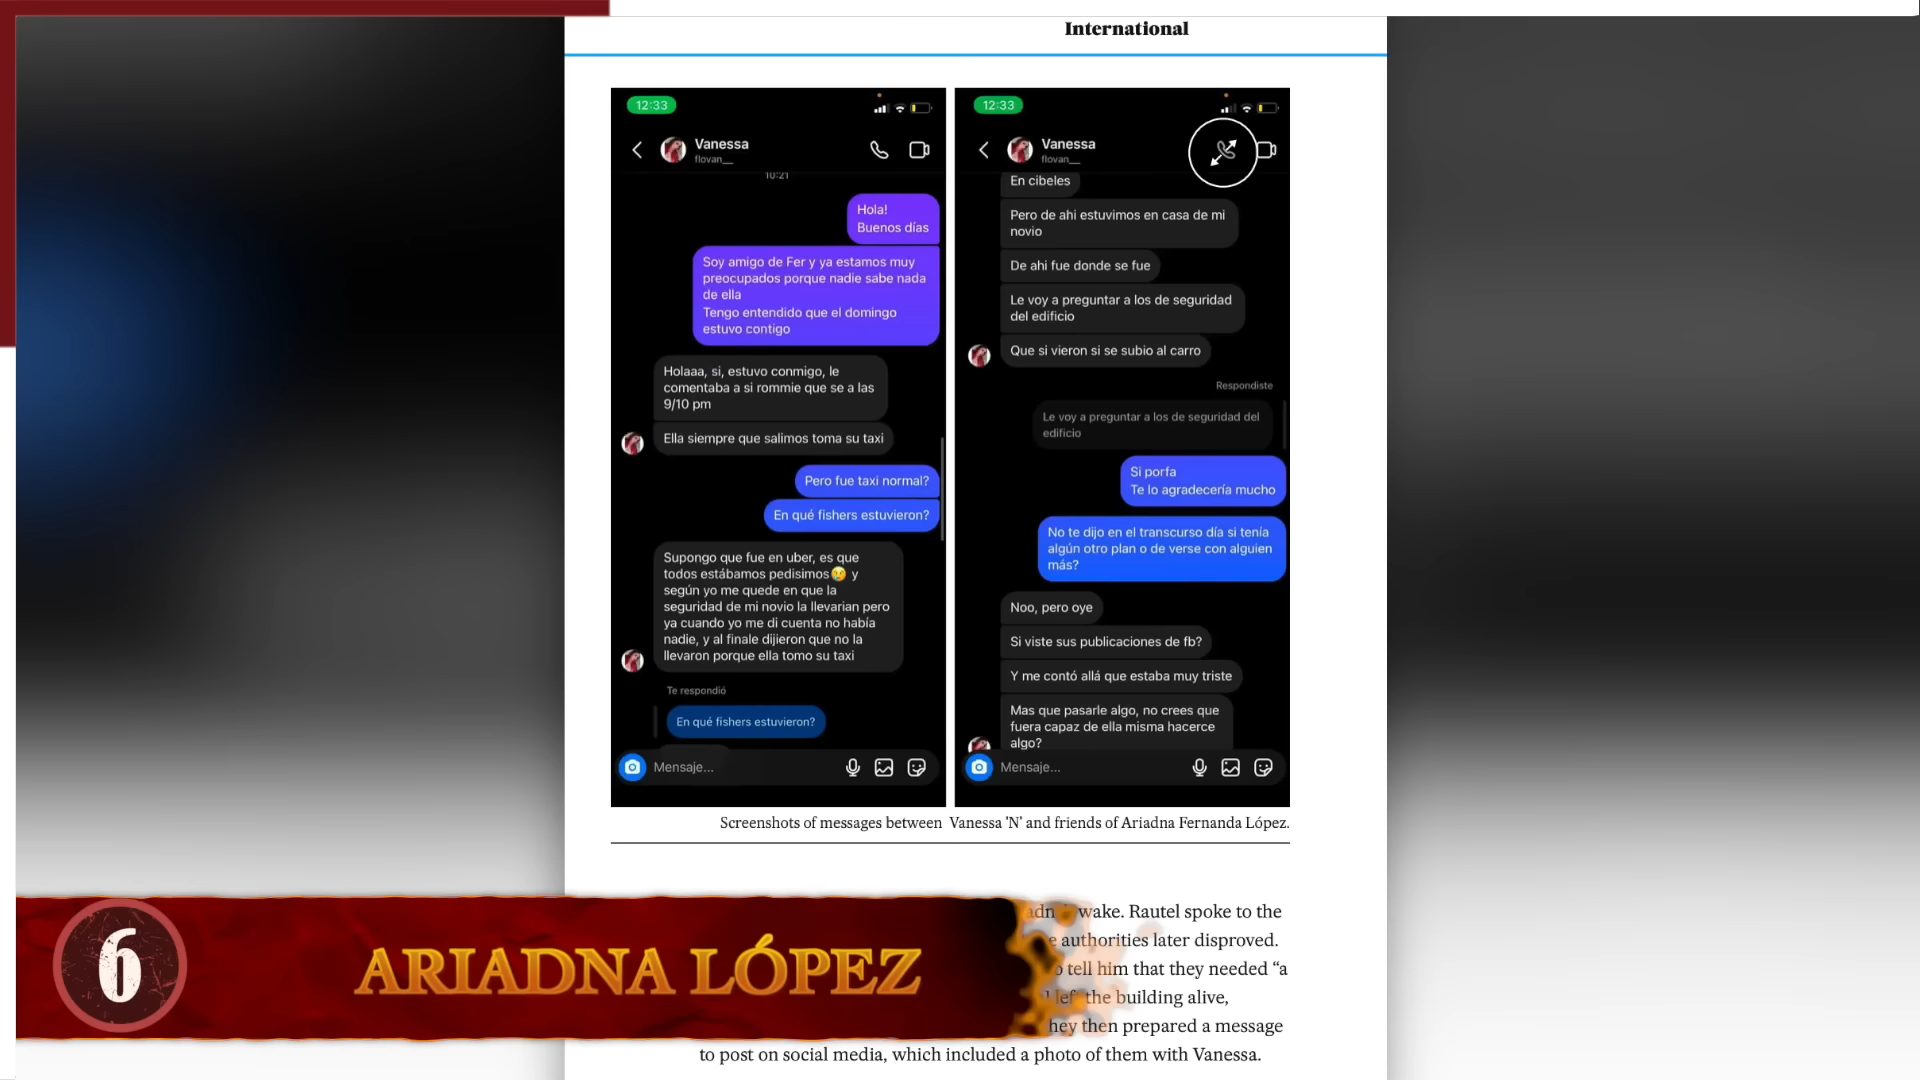 International
12:33
Vanessa
flovan__
10:21
Hola!
Buenos días
Soy amigo de Fer y ya estamos muy
preocupados porque nadie sabe nada
de ella
Tengo entendido que el domingo
estuvo contigo
Holaaa, si, estuvo conmigo, le
comentaba a si rommie que se a las
9/10 pm
Ella siempre que salimos toma su taxi
Pero fue taxi normal?
En qué fishers estuvieron?
Supongo que fue en uber, es que
todos estábamos pedisimos😢 y
según yo me quede en que la
seguridad de mi novio la llevarian pero
ya cuando yo me di cuenta no había
nadie, y al finale dijieron que no la
llevaron porque ella tomo su taxi
Te respondió
En qué fishers estuvieron?
Mensaje...
12:33
Vanessa
flovan__
En cibeles
Pero de ahi estuvimos en casa de mi
novio
De ahi fue donde se fue
Le voy a preguntar a los de seguridad
del edificio
Que si vieron si se subio al carro
Respondiste
Le voy a preguntar a los de seguridad del
edificio
Si porfa
Te lo agradecería mucho
No te dijo en el transcurso día si tenía
algún otro plan o de verse con alguien
más?
Noo, pero oye
Si viste sus publicaciones de fb?
Y me contó allá que estaba muy triste
Mas que pasarle algo, no crees que
fuera capaz de ella misma hacerce
algo?
Mensaje...
Screenshots of messages between Vanessa 'N' and friends of Ariadna Fernanda López.
wake. Rautel spoke to the
authorities later disproved.
tell him that they needed “a
the building alive,
they then prepared a message
to post on social media, which included a photo of them with Vanessa.
6
ARIADNA LÓPEZ